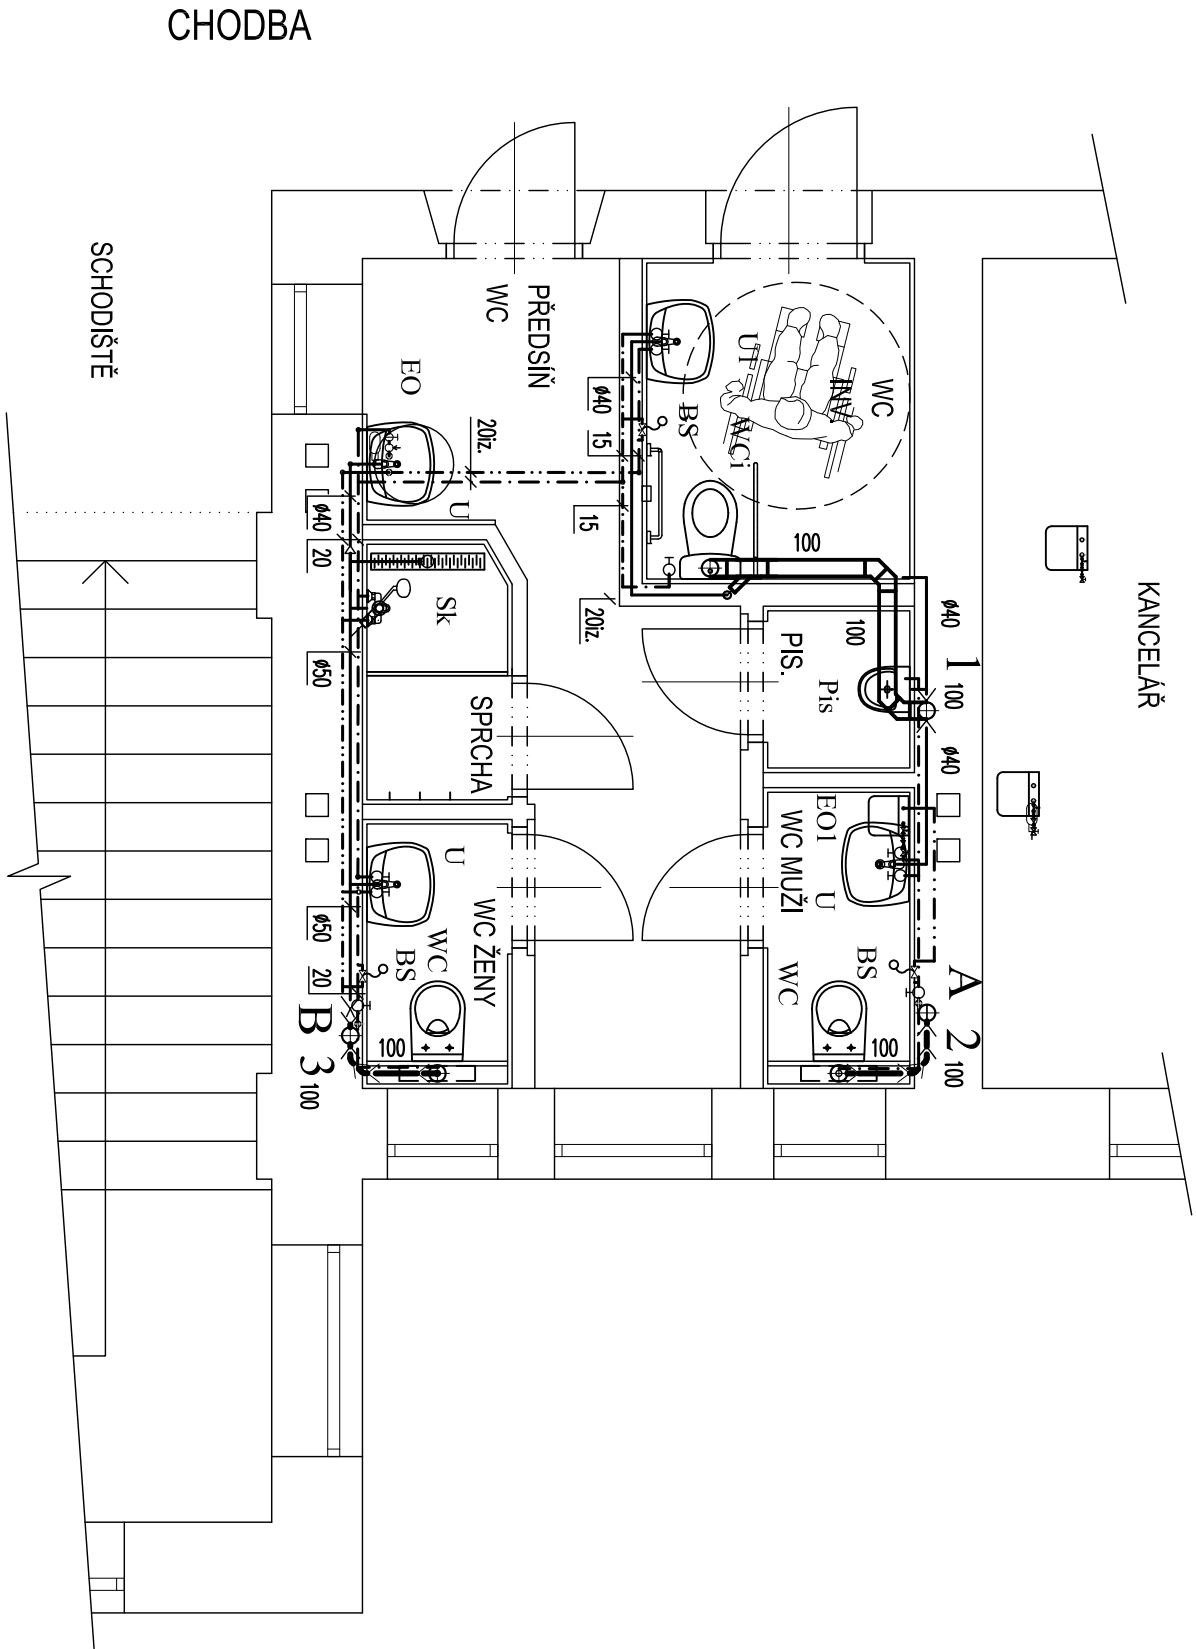 CHODBA
SCHODIŠTĚ
KANCELÁŘ
PŘEDSÍŇ
WC
WC
INV.
U1
WCi
BS
EO
U
ø40
15
15
20iz.
20iz.
ø40
20
100
100
ø40
1
100
ø40
PIS.
Pis
Sk
SPRCHA
ø50
EO1
WC MUŽI
U
BS
WC
A
2
100
100
U
WC ŽENY
WC
BS
ø50
20
B
3
100
100